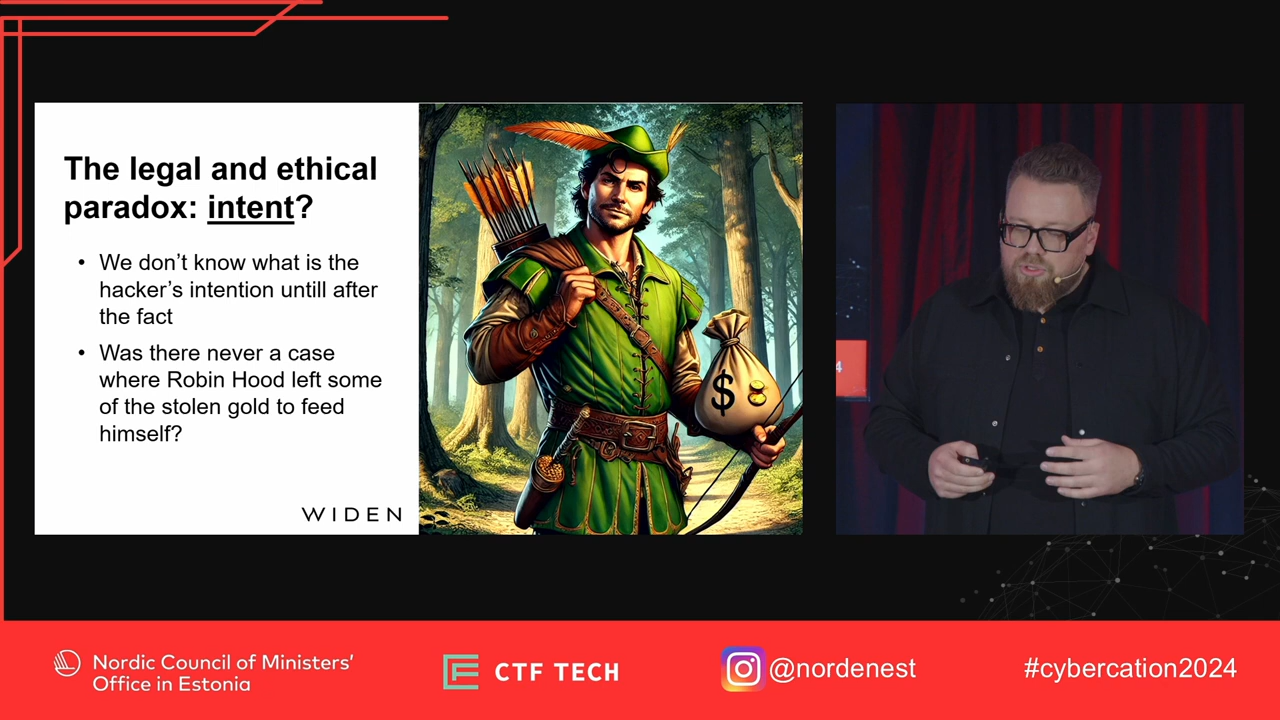 The legal and ethical
paradox: intent?
• We don’t know what is the
hacker’s intention untill after
the fact
• Was there never a case
where Robin Hood left some
of the stolen gold to feed
himself?
WIDEN
$
4
Nordic Council of Ministers’
Office in Estonia
CTF TECH
@nordenest
#cybercation2024